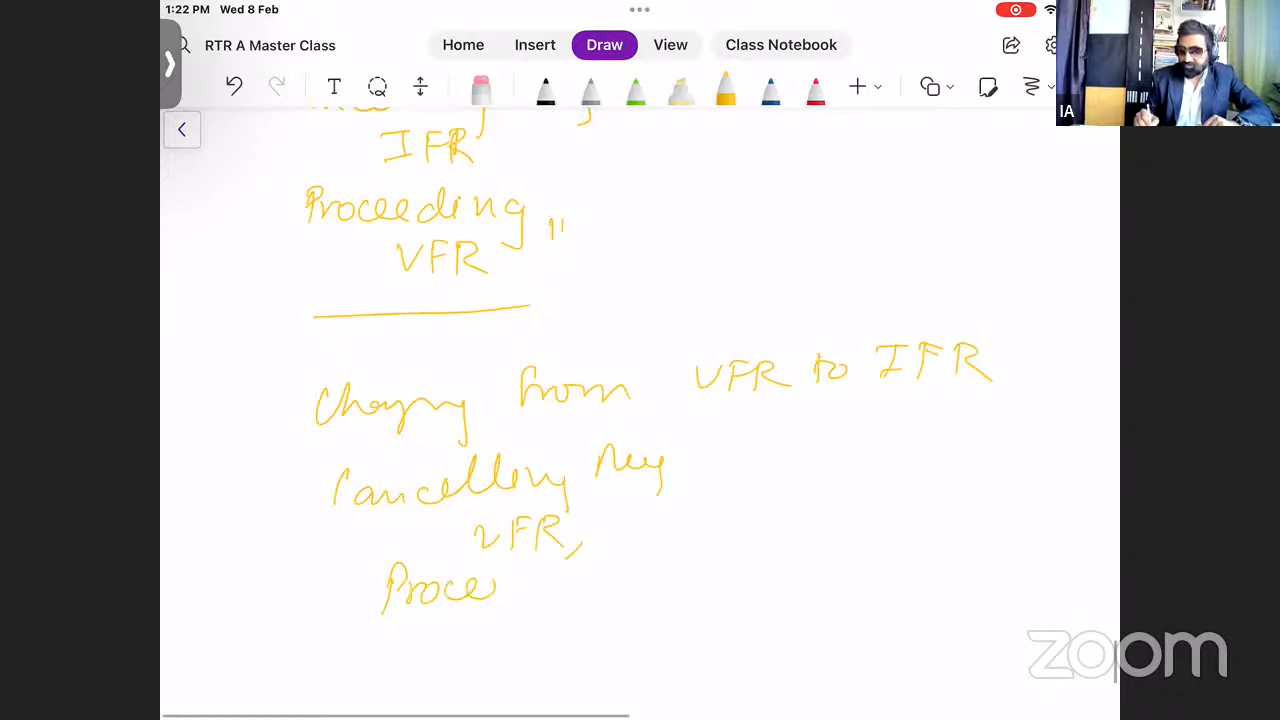 1:22 PM Wed 8 Feb
RTR A Master Class
Home Insert Draw View Class Notebook
IA
IFR
Proceeding "
VFR
Changing from VFR to IFR
Cancelling my
VFR,
Proce
zoom